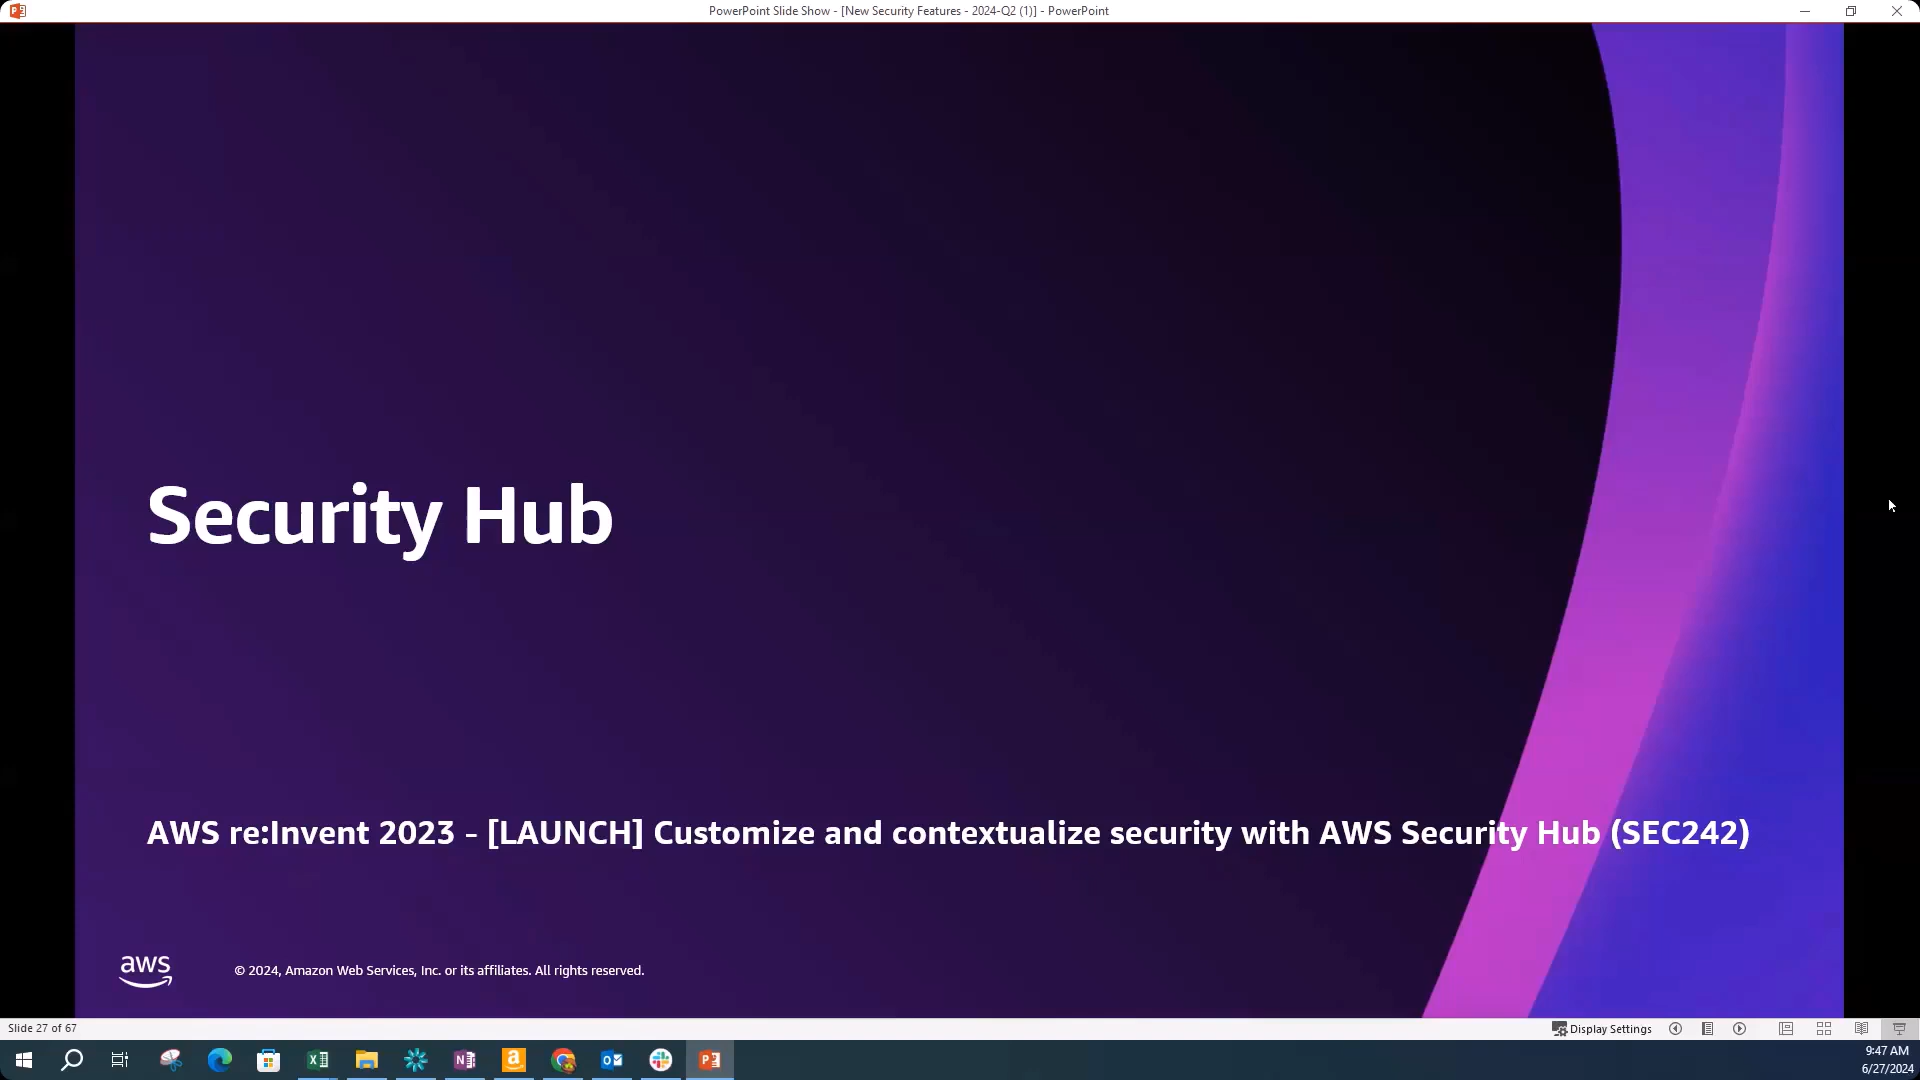 PowerPoint Slide Show - [New Security Features - 2024-Q2 (1)] - PowerPoint
Security Hub
AWS re:Invent 2023 - [LAUNCH] Customize and contextualize security with AWS Security Hub (SEC242)
aws
© 2024, Amazon Web Services, Inc. or its affiliates. All rights reserved.
Slide 27 of 67
Display Settings
9:47 AM
6/27/2024